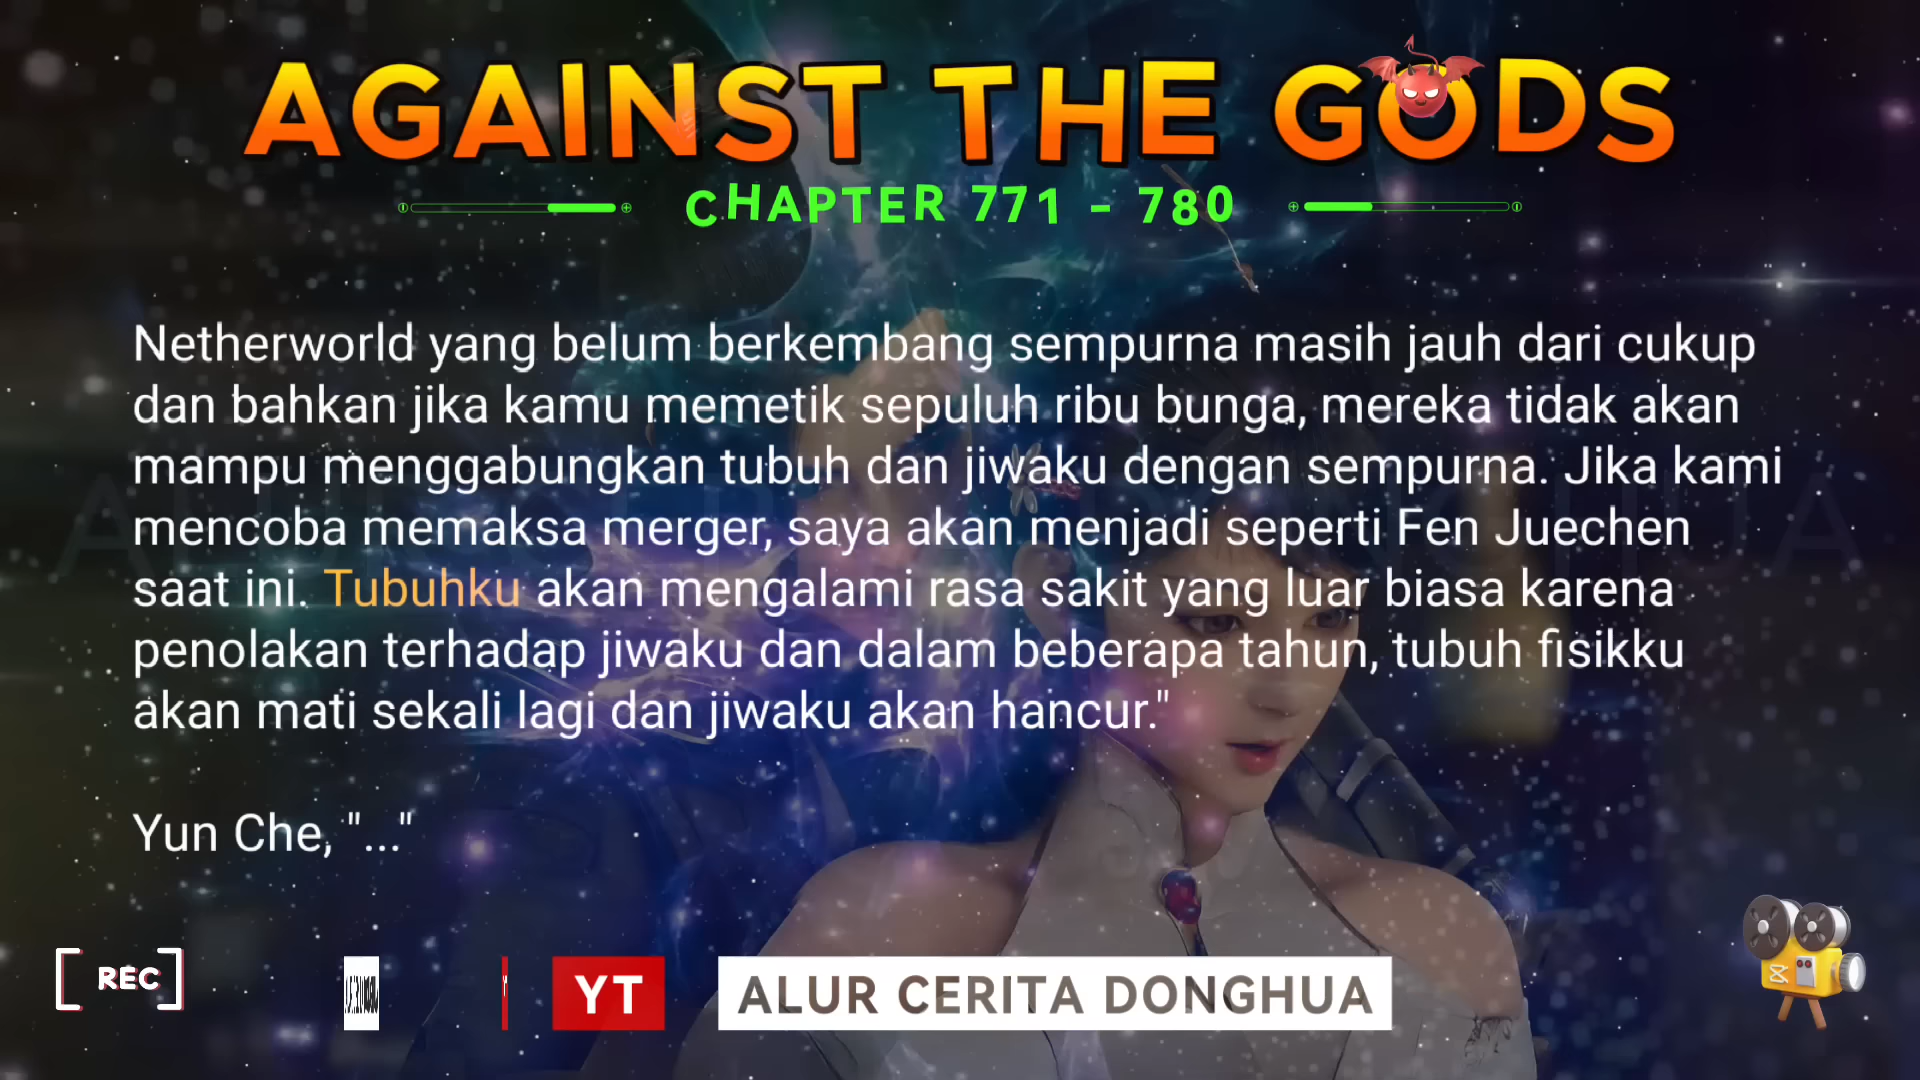 AGAINST THE GODS
CHAPTER 771 - 780
Netherworld yang belum berkembang sempurna masih jauh dari cukup
dan bahkan jika kamu memetik sepuluh ribu bunga, mereka tidak akan
mampu menggabungkan tubuh dan jiwaku dengan sempurna. Jika kami
mencoba memaksa merger, saya akan menjadi seperti Fen Juechen
saat ini. Tubuhku akan mengalami rasa sakit yang luar biasa karena
penolakan terhadap jiwaku dan dalam beberapa tahun, tubuh fisikku
akan mati sekali lagi dan jiwaku akan hancur."
Yun Che, "..."
REC
YT
ALUR CERITA DONGHUA